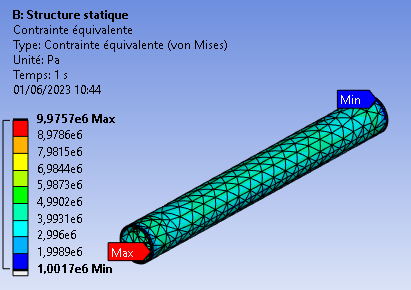 B: Structure statique
Contrainte équivalente
Type: Contrainte équivalente (von Mises)
Unité: Pa
Temps: 1 s
01/06/2023 10:44
9,9757e6 Max
8,9786e6
7,9815e6
6,9844e6
5,9873e6
4,9902e6
3,9931e6
2,996e6
1,9989e6
1,0017e6 Min
Min
Max